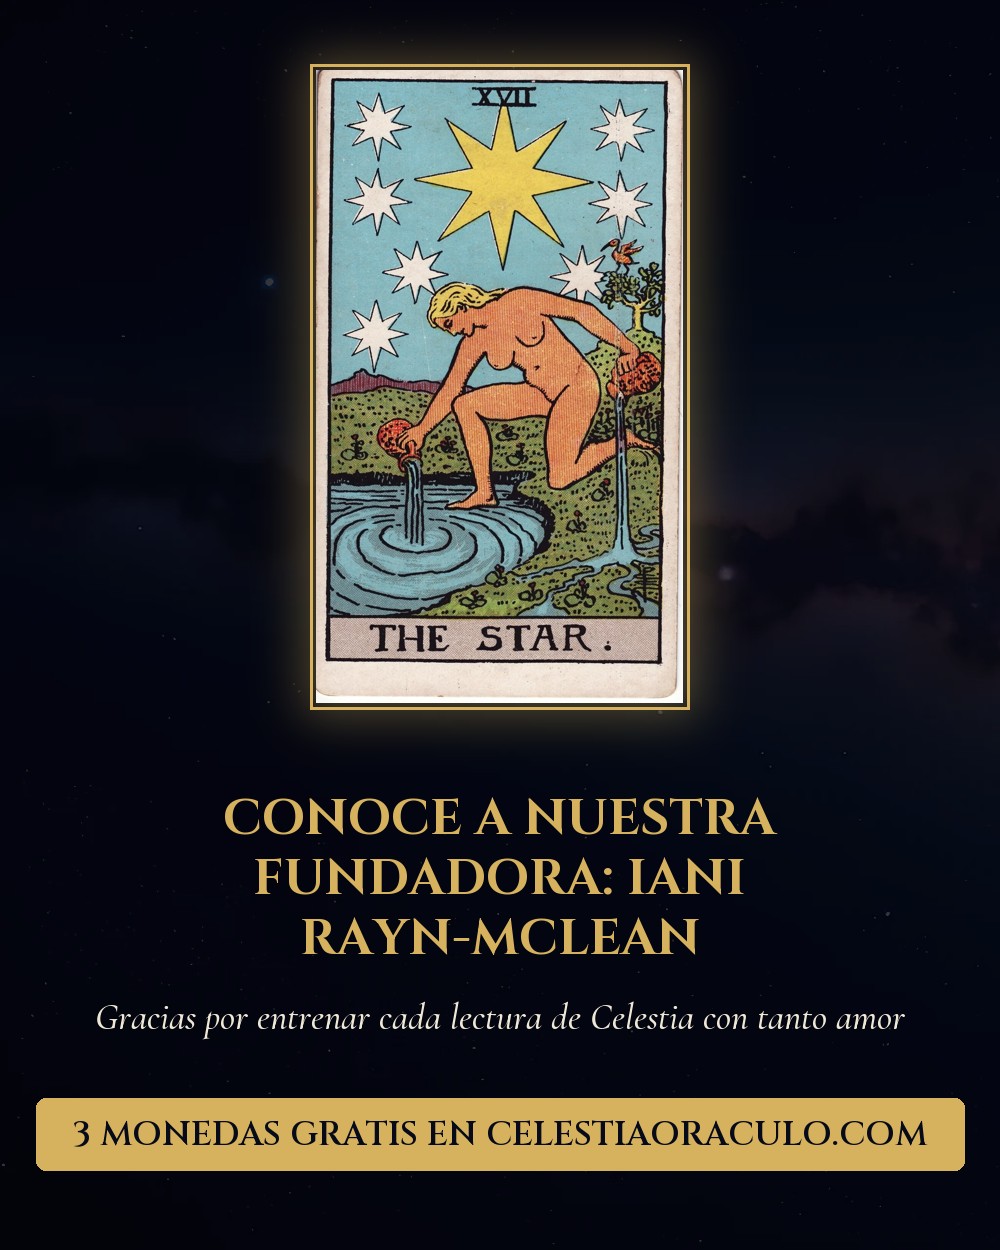 XVII
THE STAR.
CONOCE A NUESTRA
FUNDADORA: IANI
RAYN-MCLEAN
Gracias por entrenar cada lectura de Celestia con tanto amor
3 MONEDAS GRATIS EN CELESTIAORACULO.COM